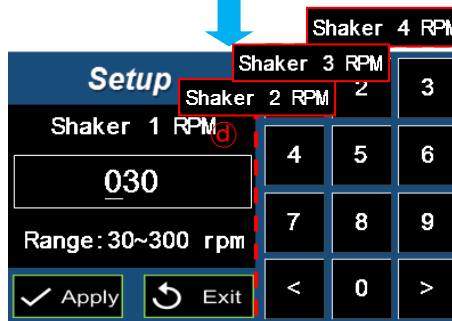 Shaker 4 RPM
Shaker 3 RPM
Setup
Shaker 2 RPM
2 3
Shaker 1 RPM
ⓓ
4 5 6
030
7 8 9
Range:30~300 rpm
Apply Exit
< 0 >